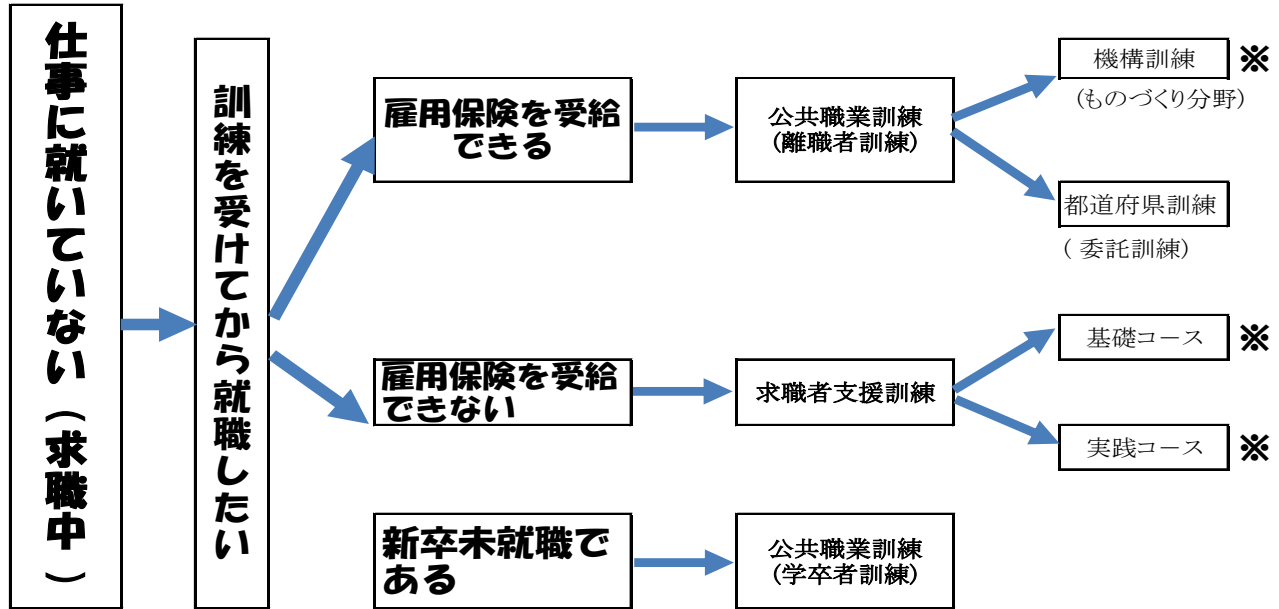 仕事に就いていない（求職中）
訓練を受けてから就職したい
雇用保険を受給
できる
公共職業訓練
(離職者訓練)
機構訓練
※
(ものづくり分野)
都道府県訓練
( 委託訓練)
雇用保険を受給
できない
求職者支援訓練
基礎コース
※
実践コース
※
新卒未就職で
ある
公共職業訓練
(学卒者訓練)